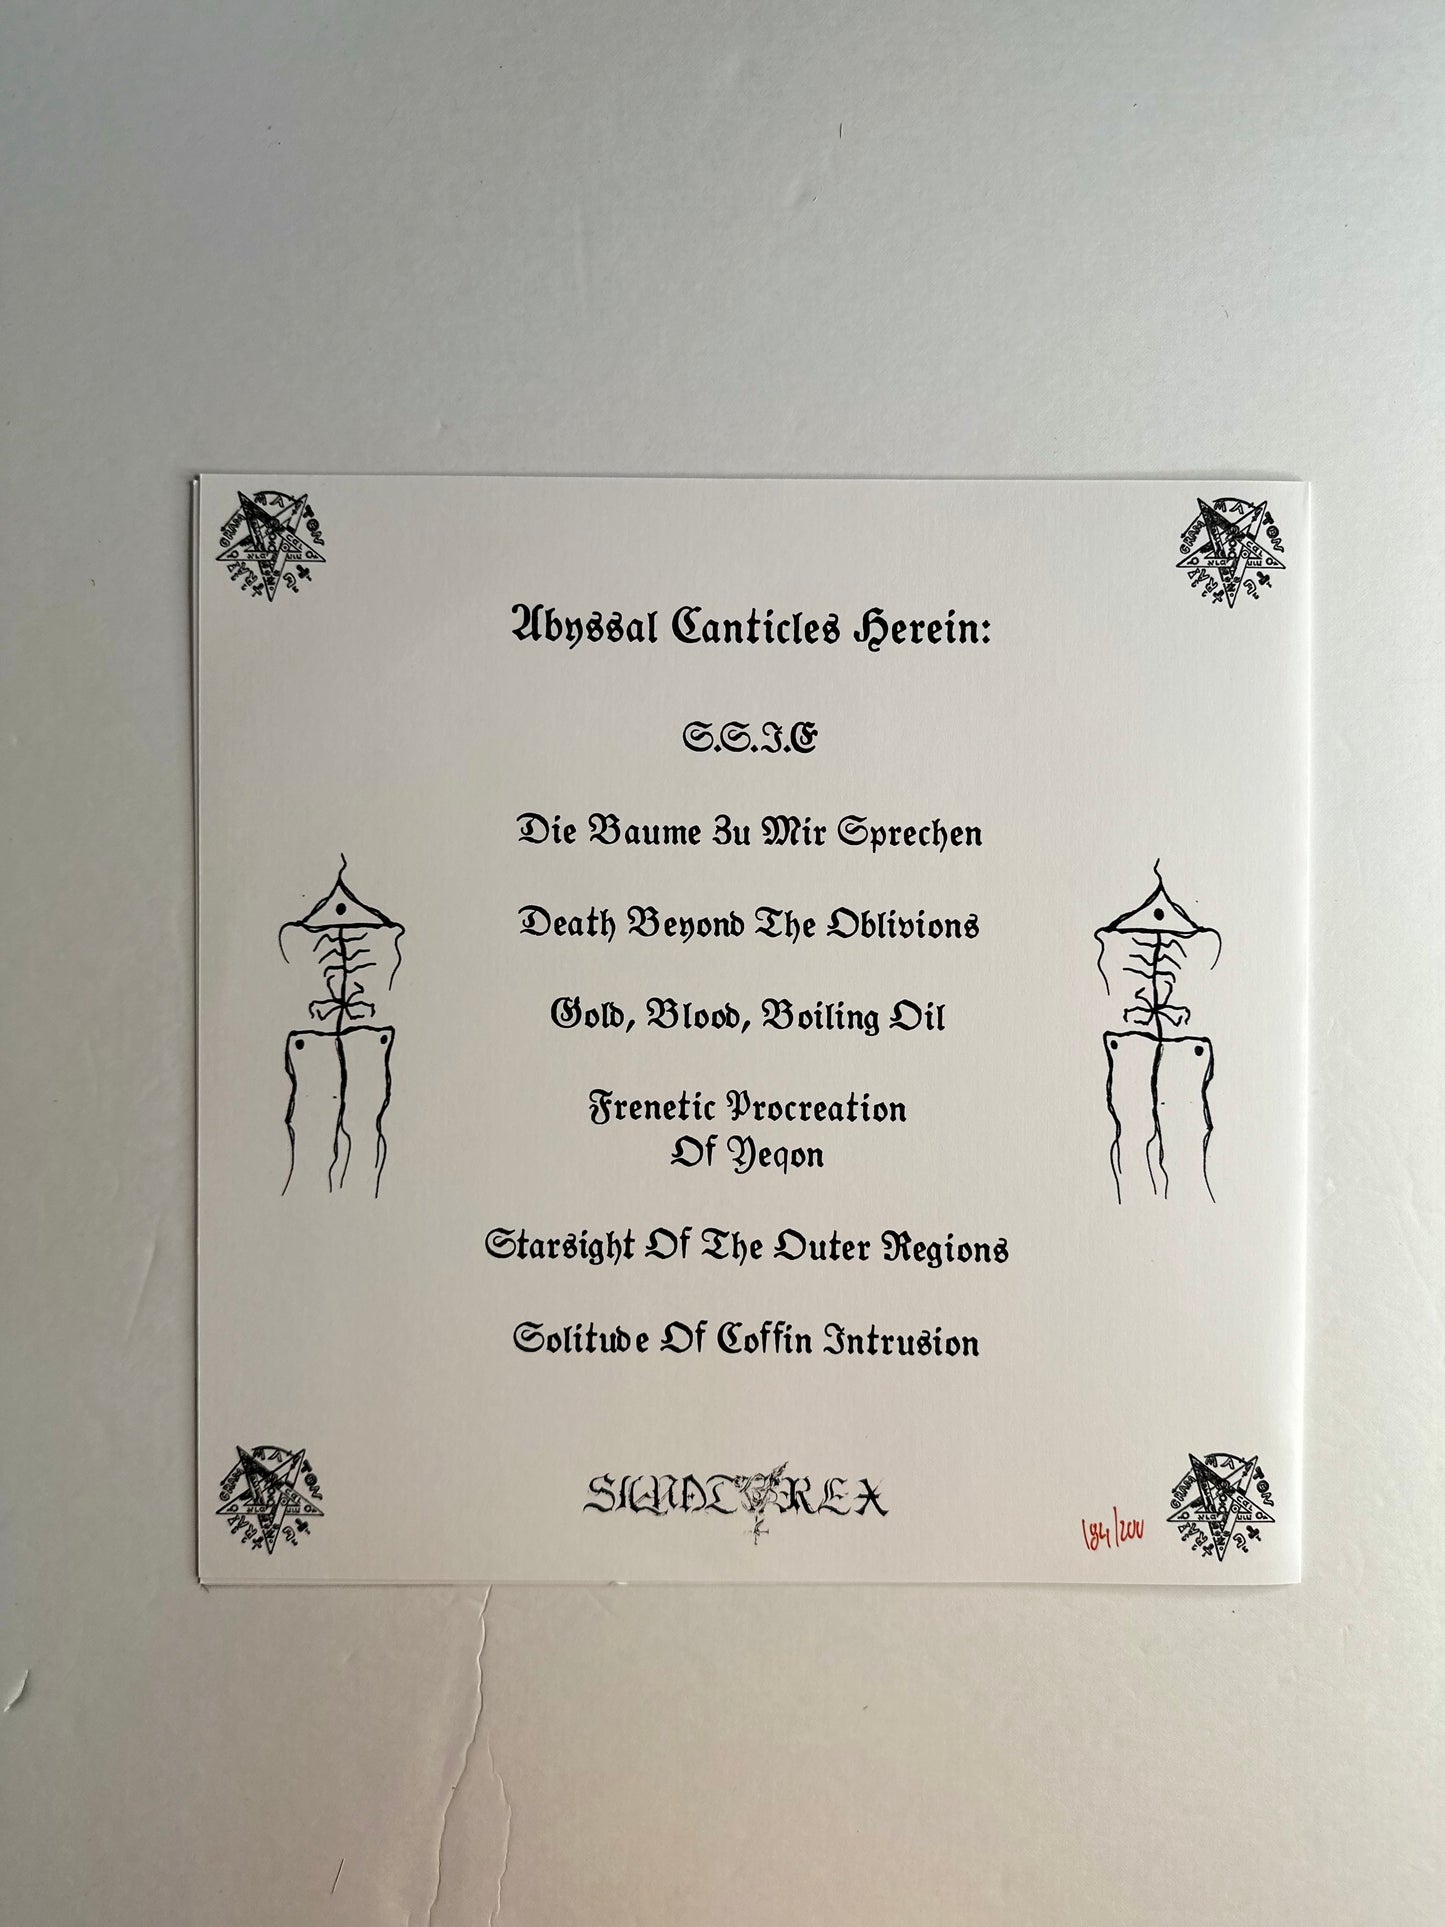 Abyssal Canticles Herein:
S.S.I.E
Die Baume Zu Mir Sprechen
Death Beyond The Oblivions
Gold, Blood, Boiling Oil
Frenetic Procreation
Of Yeqon
Starsight Of The Outer Regions
Solitude Of Coffin Intrusion
REX
184/200